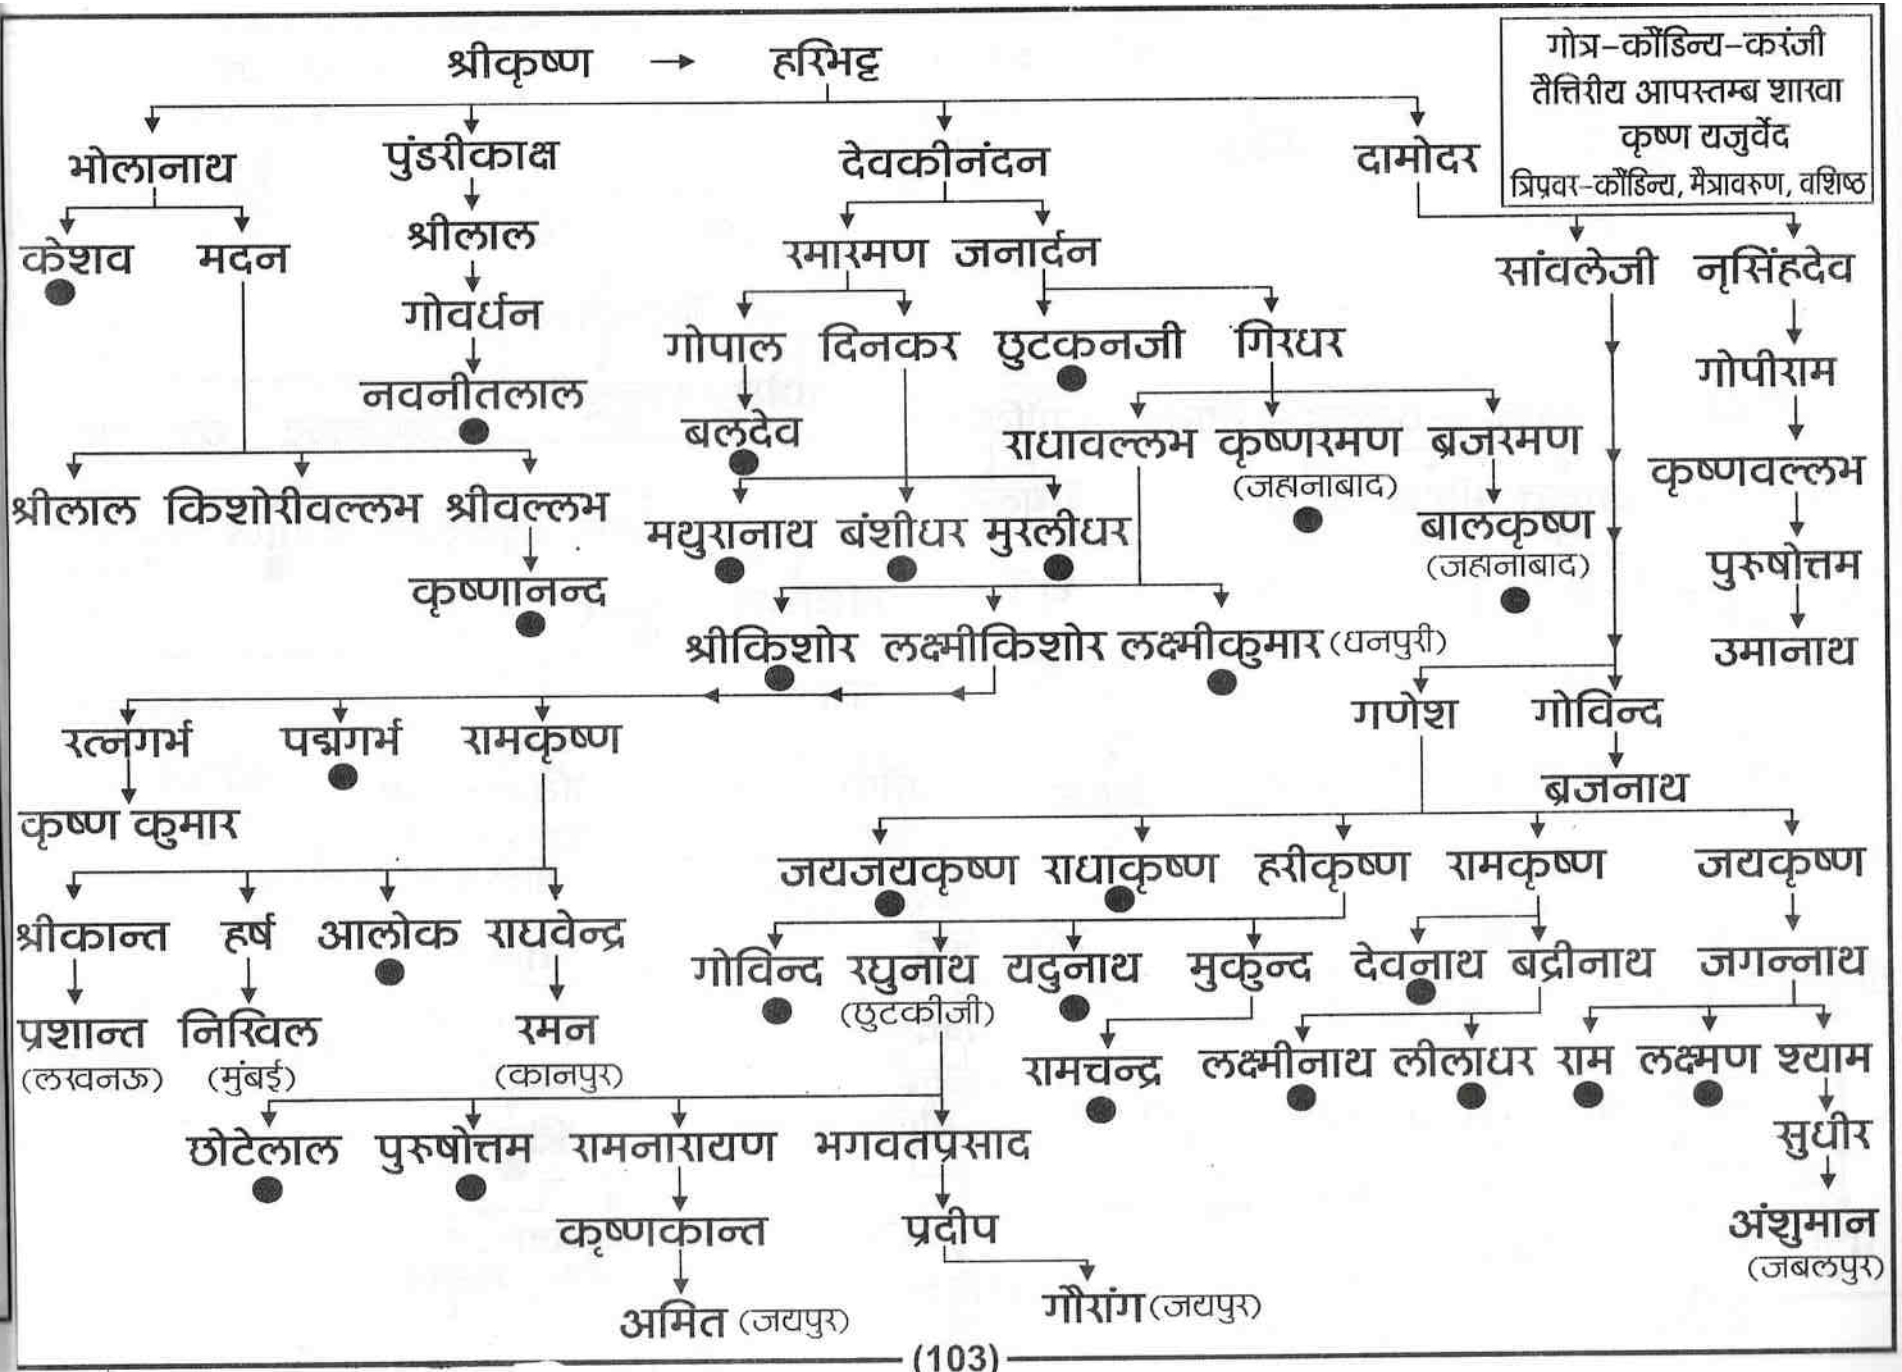 श्रीकृष्ण → हरिभट्ट
गोत्र-कौंडिन्य-करंजी
तैत्तिरीय आपस्तम्ब शाखा
कृष्ण यजुर्वेद
त्रिप्रवर-कौंडिन्य, मैत्रावरुण, वशिष्ठ
भोलानाथ पुंडरीकाक्ष देवकीनंदन दामोदर
केशव मदन श्रीलाल रमारमण जनार्दन सांवलेजी नृसिंहदेव
गोवर्धन
गोपाल दिनकर छुटकनजी गिरधर गोपीराम
नवनीतलाल
बलदेव राधावल्लभ कृष्णरमण ब्रजरमण कृष्णवल्लभ
(जहानाबाद)
श्रीलाल किशोरीवल्लभ श्रीवल्लभ मथुरानाथ बंशीधर मुरलीधर बालकृष्ण
(जहानाबाद) पुरुषोत्तम
कृष्णानन्द
श्रीकिशोर लक्ष्मीकिशोर लक्ष्मीकुमार (धनपुरी) उमानाथ
रत्नगर्भ पद्मगर्भ रामकृष्ण गणेश गोविन्द
ब्रजनाथ
कृष्ण कुमार
जयजयकृष्ण राधाकृष्ण हरीकृष्ण रामकृष्ण जयकृष्ण
श्रीकान्त हर्ष आलोक राघवेन्द्र
गोविन्द रघुनाथ यदुनाथ मुकुन्द देवनाथ बद्रीनाथ जगन्नाथ
(छुटकीजी)
प्रशान्त निखिल रमन
(लखनऊ) (मुंबई) (कानपुर)
रामचन्द्र लक्ष्मीनाथ लीलाधर राम लक्ष्मण श्याम
छोटेलाल पुरुषोत्तम रामनारायण भगवतप्रसाद सुधीर
कृष्णकान्त प्रदीप अंशुमान
(जबलपुर)
अमित (जयपुर) गौरांग (जयपुर)
(103)